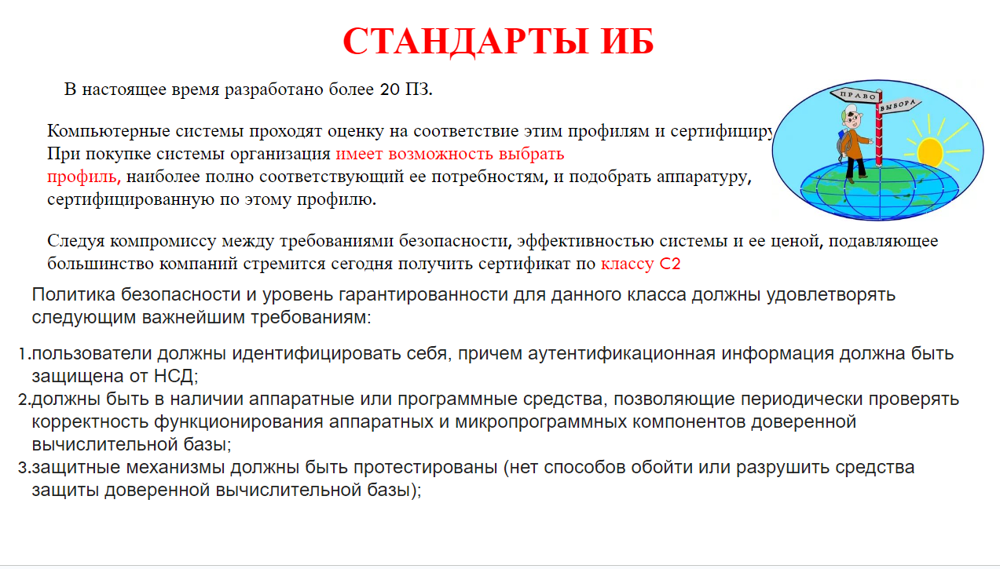 СТАНДАРТЫ ИБ
В настоящее время разработано более 20 ПЗ.
ПРАВО
ВЫБОРА
Компьютерные системы проходят оценку на соответствие этим профилям и сертифициру
При покупке системы организация имеет возможность выбрать
профиль, наиболее полно соответствующий ее потребностям, и подобрать аппаратуру,
сертифицированную по этому профилю.
Следуя компромиссу между требованиями безопасности, эффективностью системы и ее ценой, подавляющее
большинство компаний стремится сегодня получить сертификат по классу C2
Политика безопасности и уровень гарантированности для данного класса должны удовлетворять
следующим важнейшим требованиям:
1.пользователи должны идентифицировать себя, причем аутентификационная информация должна быть
защищена от НСД;
2.должны быть в наличии аппаратные или программные средства, позволяющие периодически проверять
корректность функционирования аппаратных и микропрограммных компонентов доверенной
вычислительной базы;
3.защитные механизмы должны быть протестированы (нет способов обойти или разрушить средства
защиты доверенной вычислительной базы);